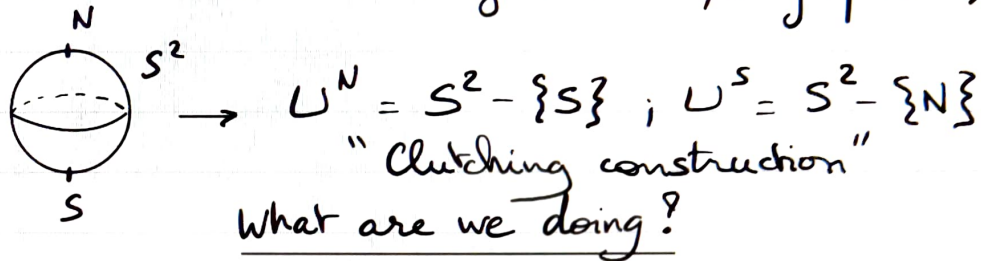 N
S²
→ U^N = S² - {S} ; U^S = S² - {N}
"Clutching construction"
S
What are we doing?